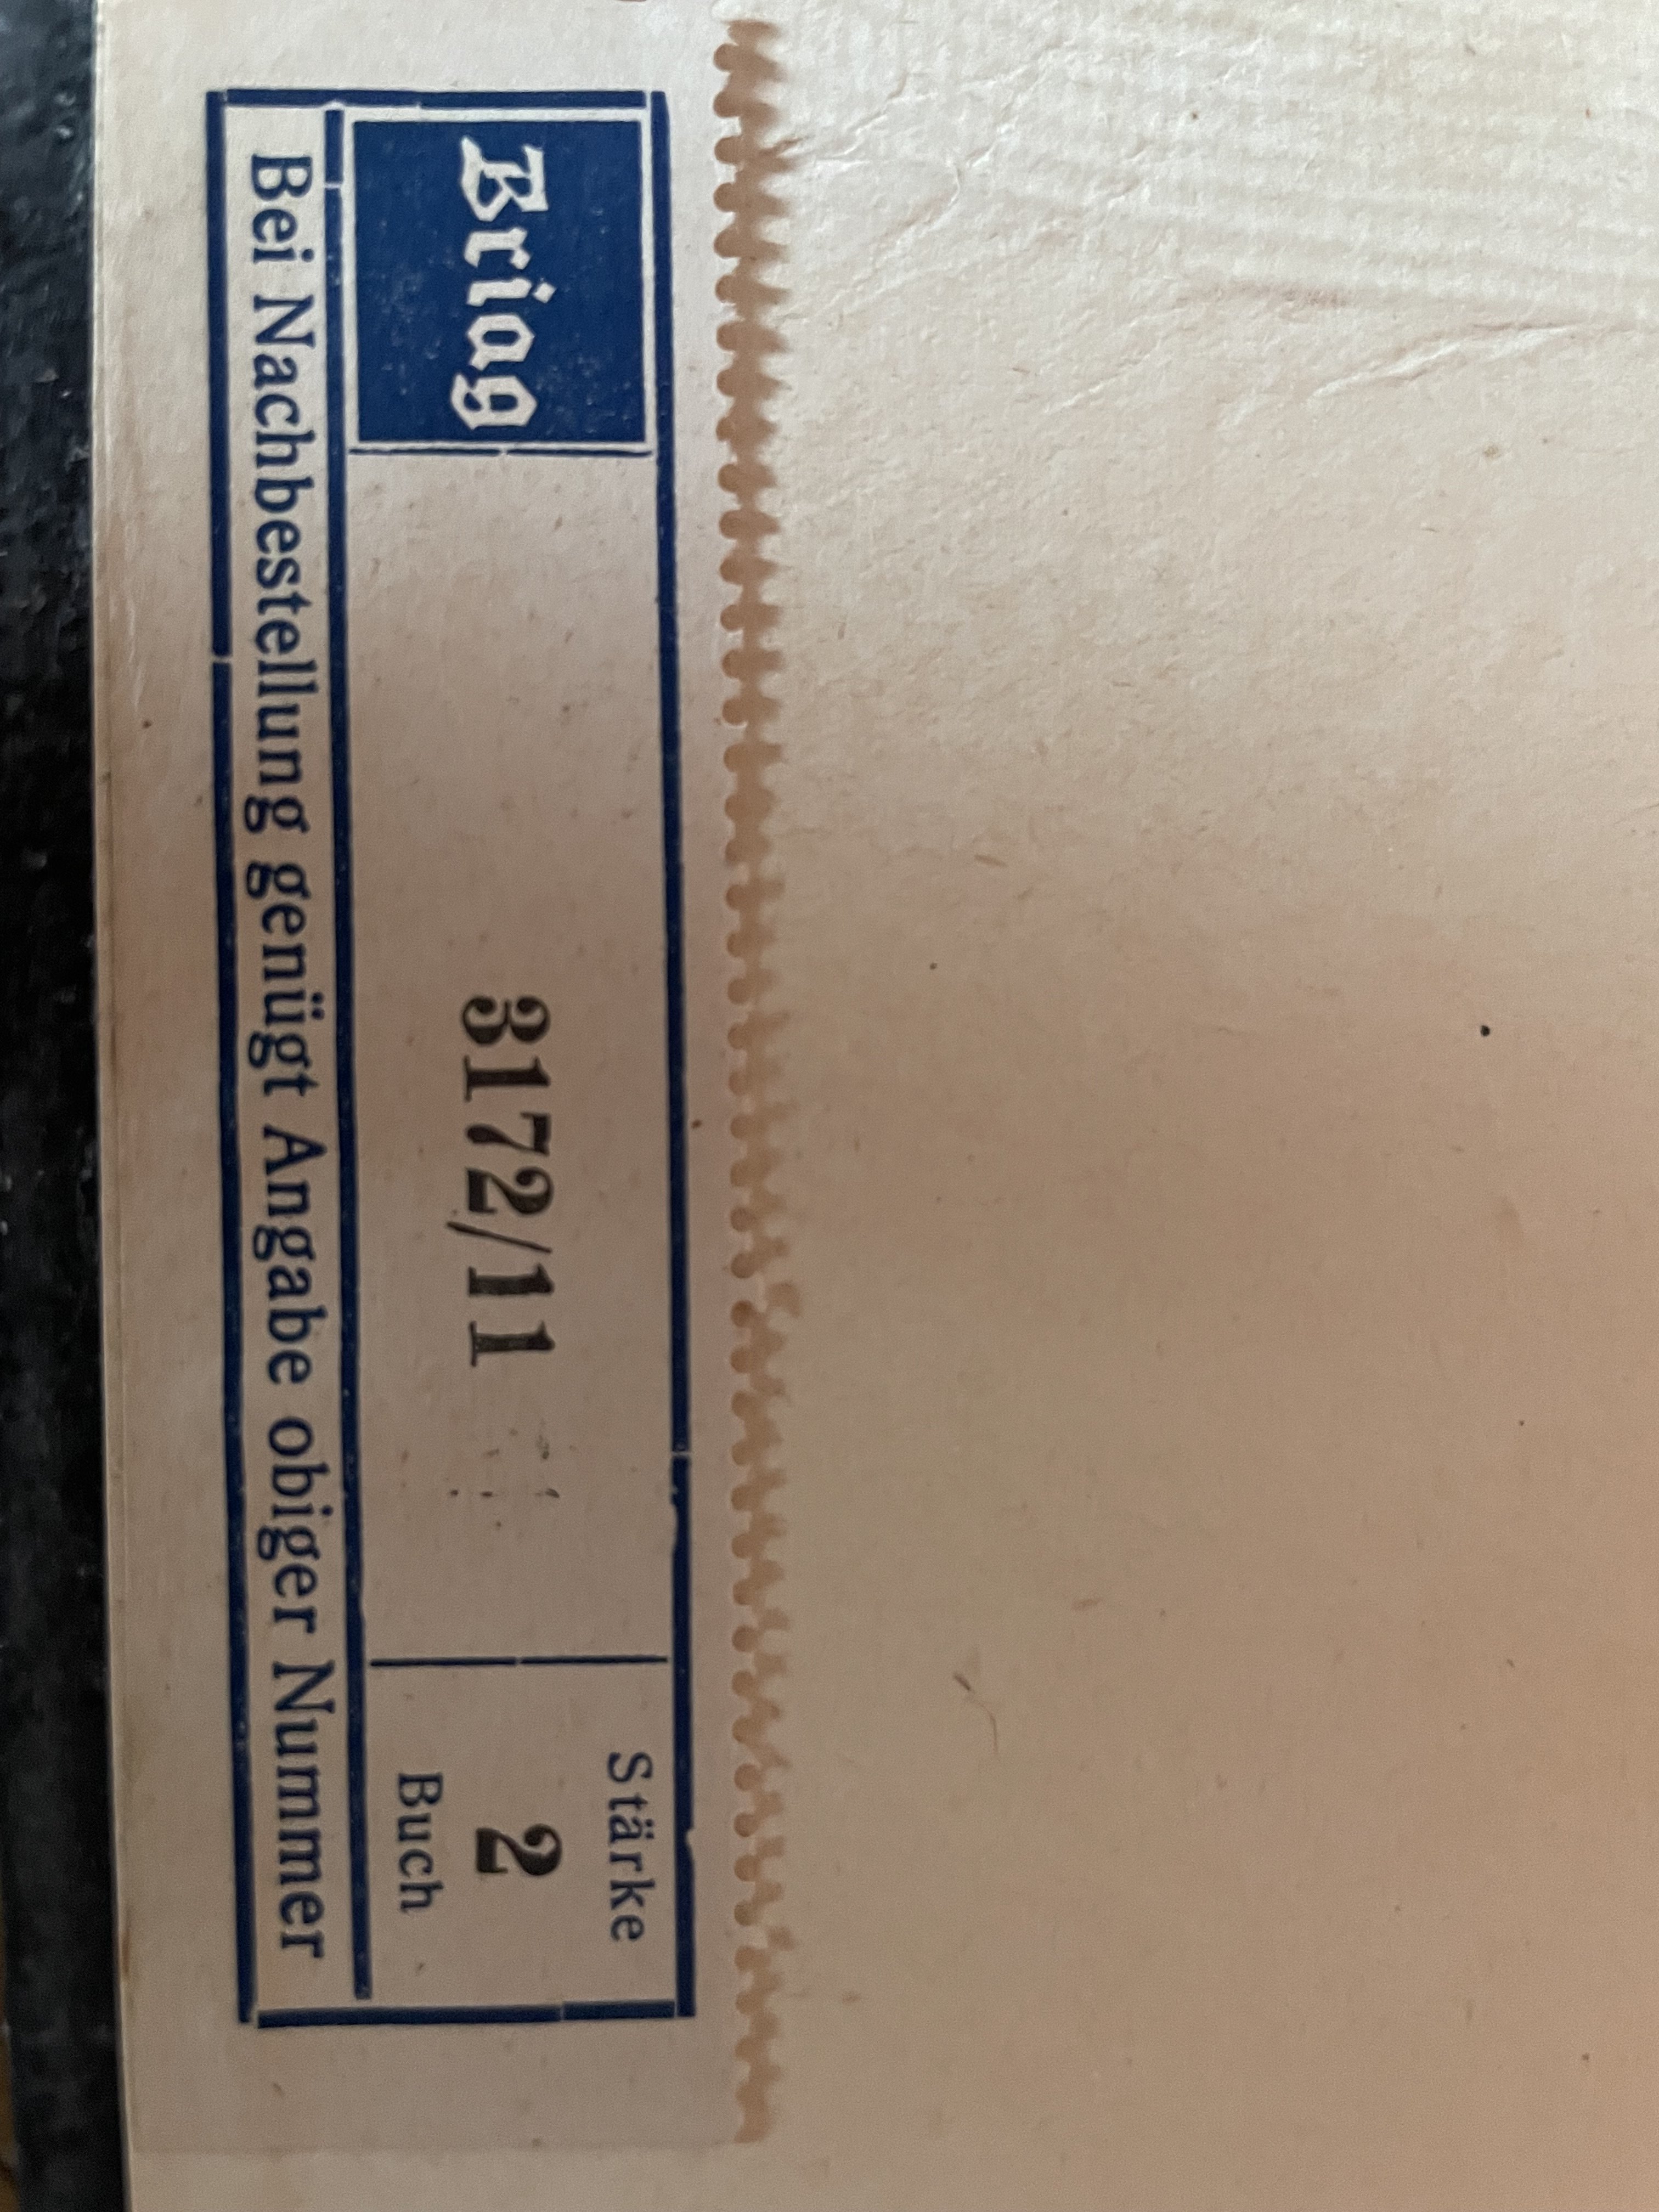 Briag
3172/11
Stärke
2
Buch
Bei Nachbestellung genügt Angabe obiger Nummer